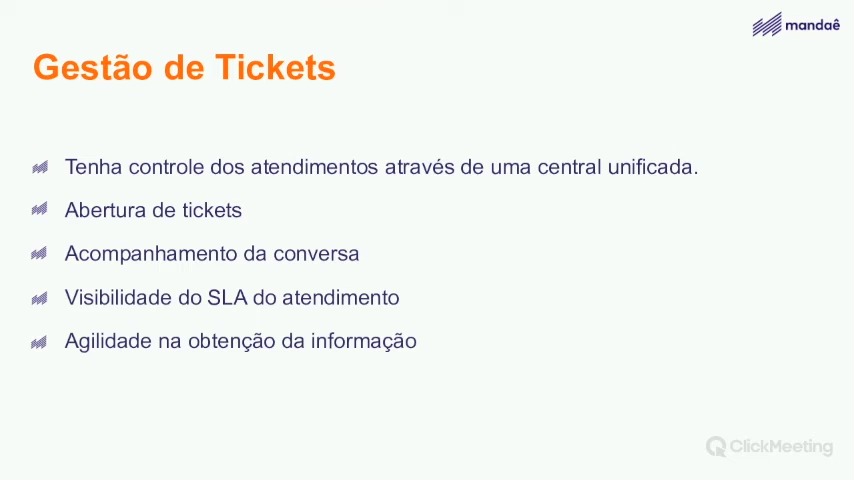 mandaê
Gestão de Tickets
Tenha controle dos atendimentos através de uma central unificada.
Abertura de tickets
Acompanhamento da conversa
Visibilidade do SLA do atendimento
Agilidade na obtenção da informação
ClickMeeting